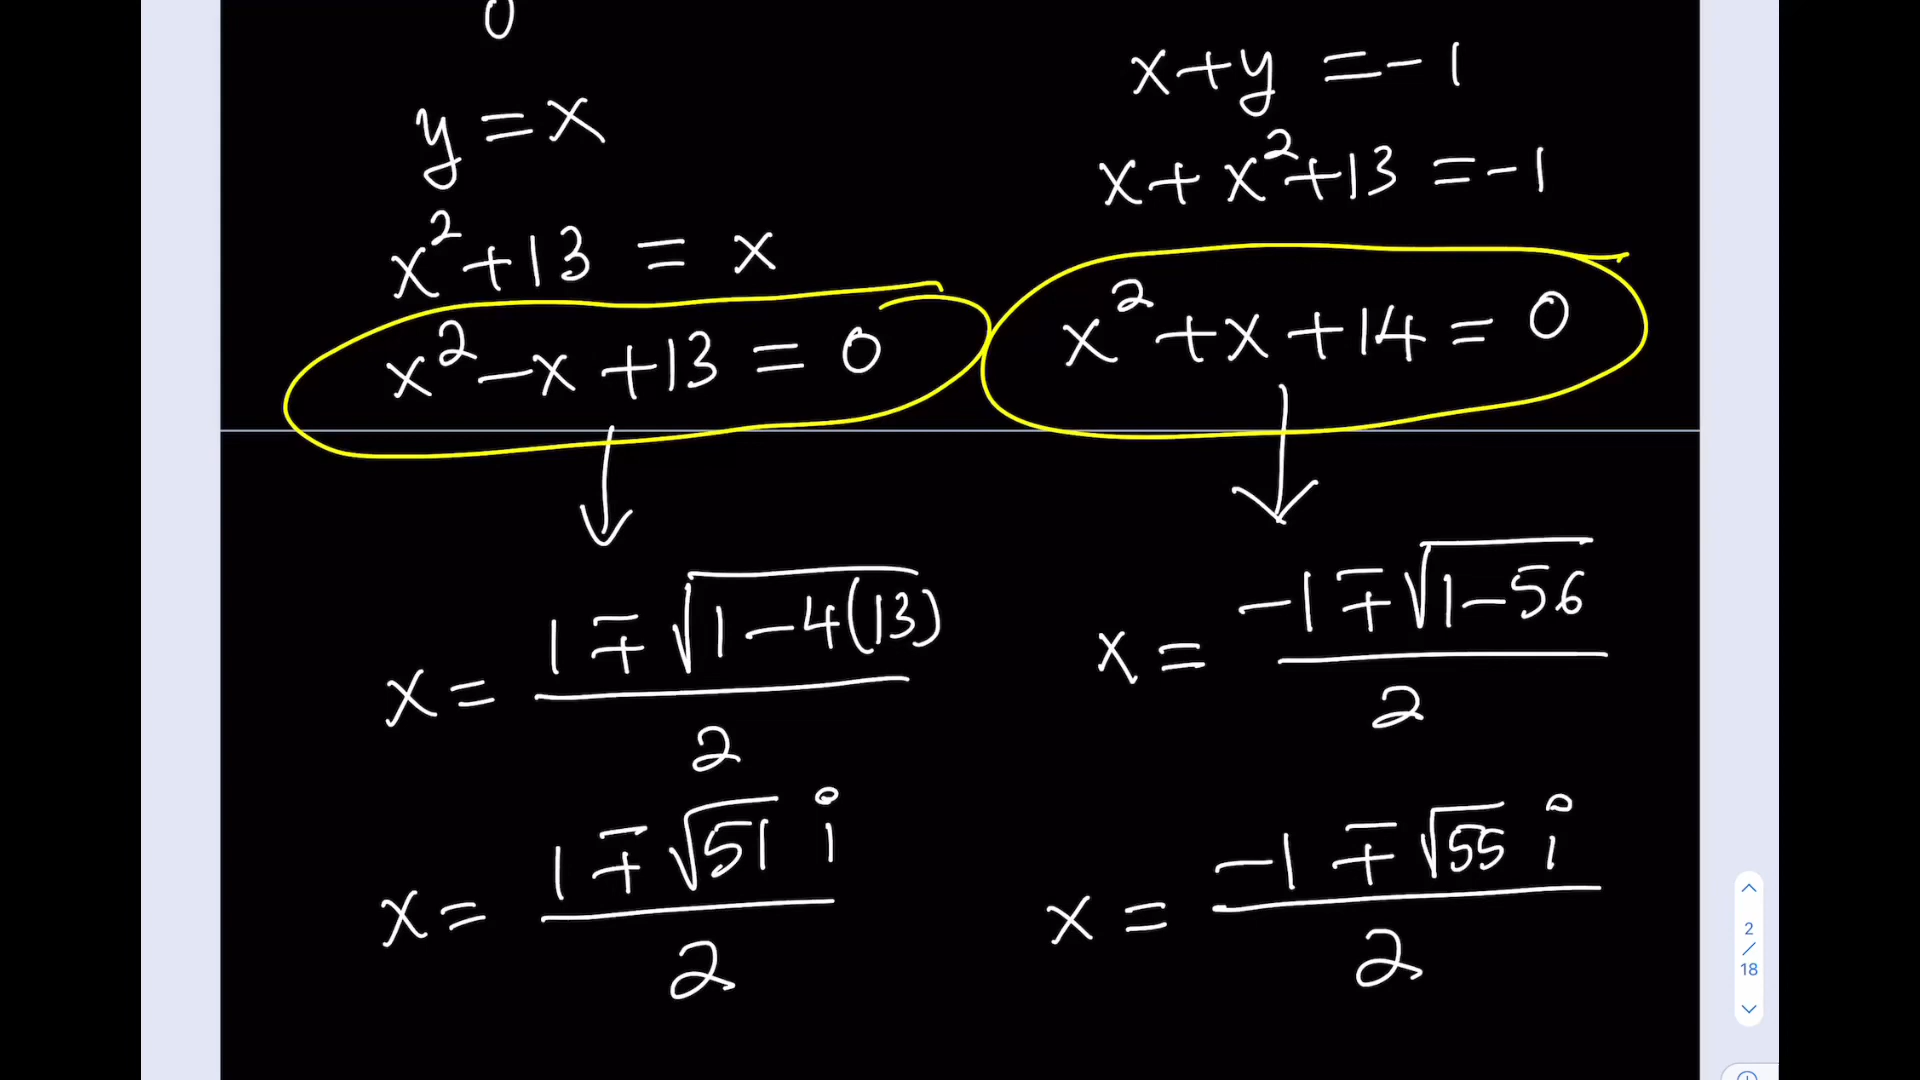 0
y = x
x² + 13 = x
x² - x + 13 = 0
x = (1 ∓ √(1 - 4(13))) / 2
x = (1 ∓ √51 i) / 2
x + y = -1
x + x² + 13 = -1
x² + x + 14 = 0
x = (-1 ∓ √(1 - 56)) / 2
x = (-1 ∓ √55 i) / 2
2 / 18